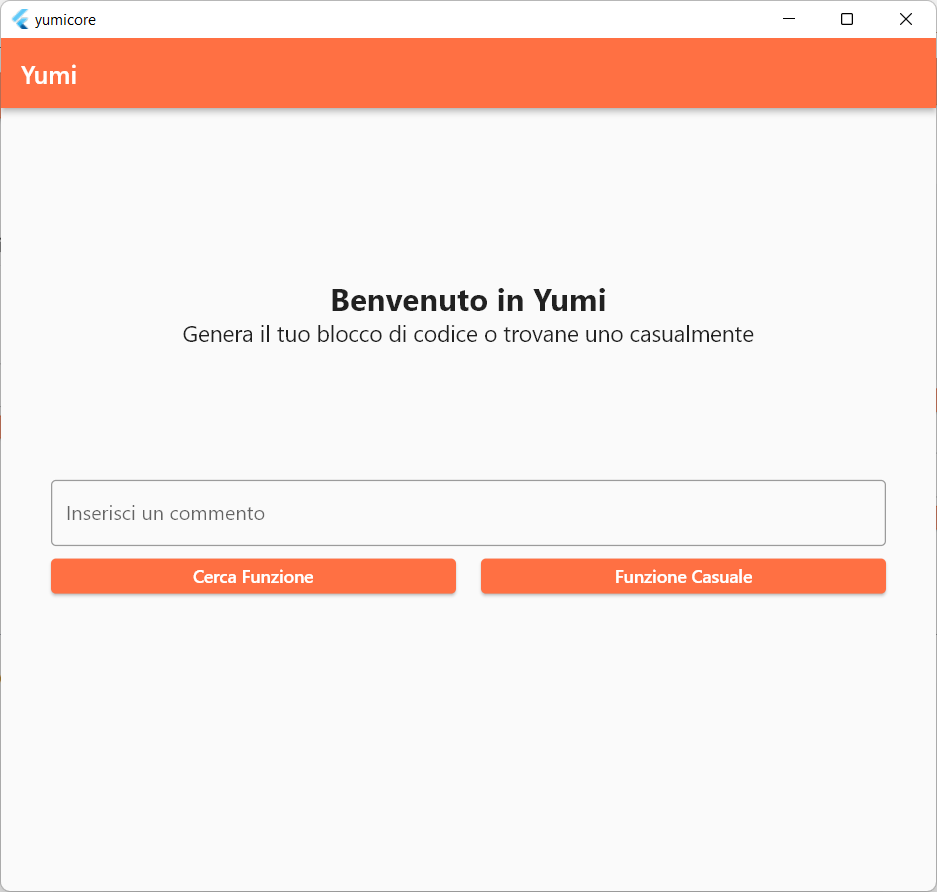 yumicore
Yumi
Benvenuto in Yumi
Genera il tuo blocco di codice o trovane uno casualmente
Inserisci un commento
Cerca Funzione
Funzione Casuale